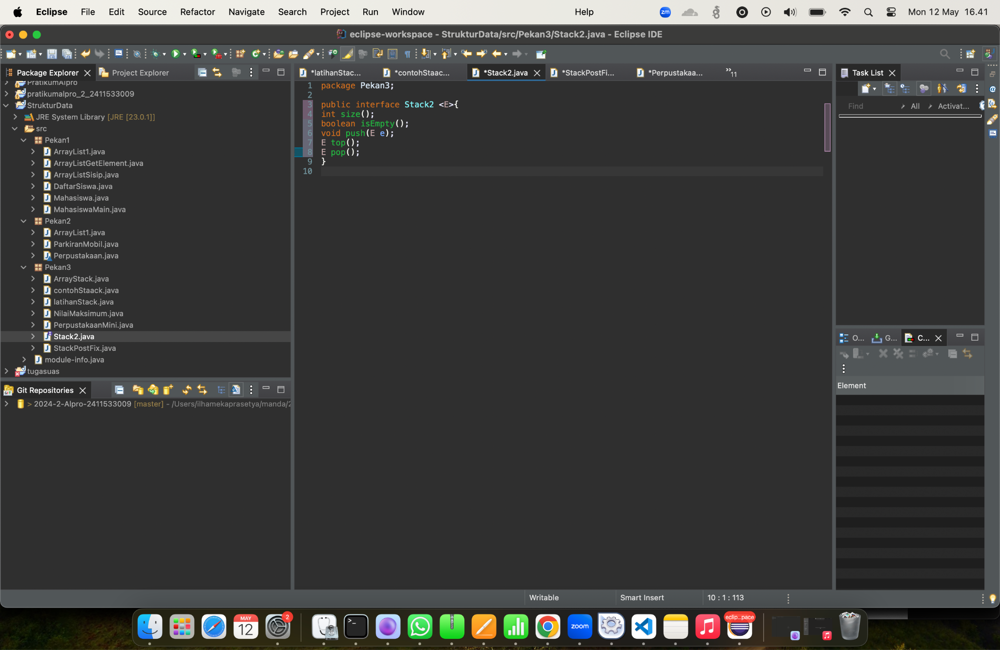 Eclipse File Edit Source Refactor Navigate Search Project Run Window Help zm Mon 12 May 16.41
eclipse-workspace - StrukturData/src/Pekan3/Stack2.java - Eclipse IDE
Package Explorer
Project Explorer
PratikumAlpro
pratikumalpro_2_2411533009
StrukturData
JRE System Library [JRE [23.0.1]]
src
Pekan1
ArrayList1.java
ArrayListGetElement.java
ArrayListSisip.java
DaftarSiswa.java
Mahasiswa.java
MahasiswaMain.java
Pekan2
ArrayList1.java
ParkiranMobil.java
Perpustakaan.java
Pekan3
ArrayStack.java
contohStaack.java
latihanStack.java
NilaiMaksimum.java
PerpustakaanMini.java
Stack2.java
StackPostFix.java
module-info.java
tugasuas
Git Repositories
> 2024-2-Alpro-2411533009 [master] - /Users/ilhamekaprasetya/manda/2
*latihanStac... *contohStaac... *Stack2.java *StackPostFi... *Perpustakaa... »11
1 package Pekan3;
2
3 public interface Stack2 <E>{
4 int size();
5 boolean isEmpty();
6 void push(E e);
7 E top();
8 E pop();
9 }
10
Task List
Find All Activat...
O... G... C...
Element
Writable Smart Insert 10 : 1 : 113
MAY
12
2
zoom
eclip...pace